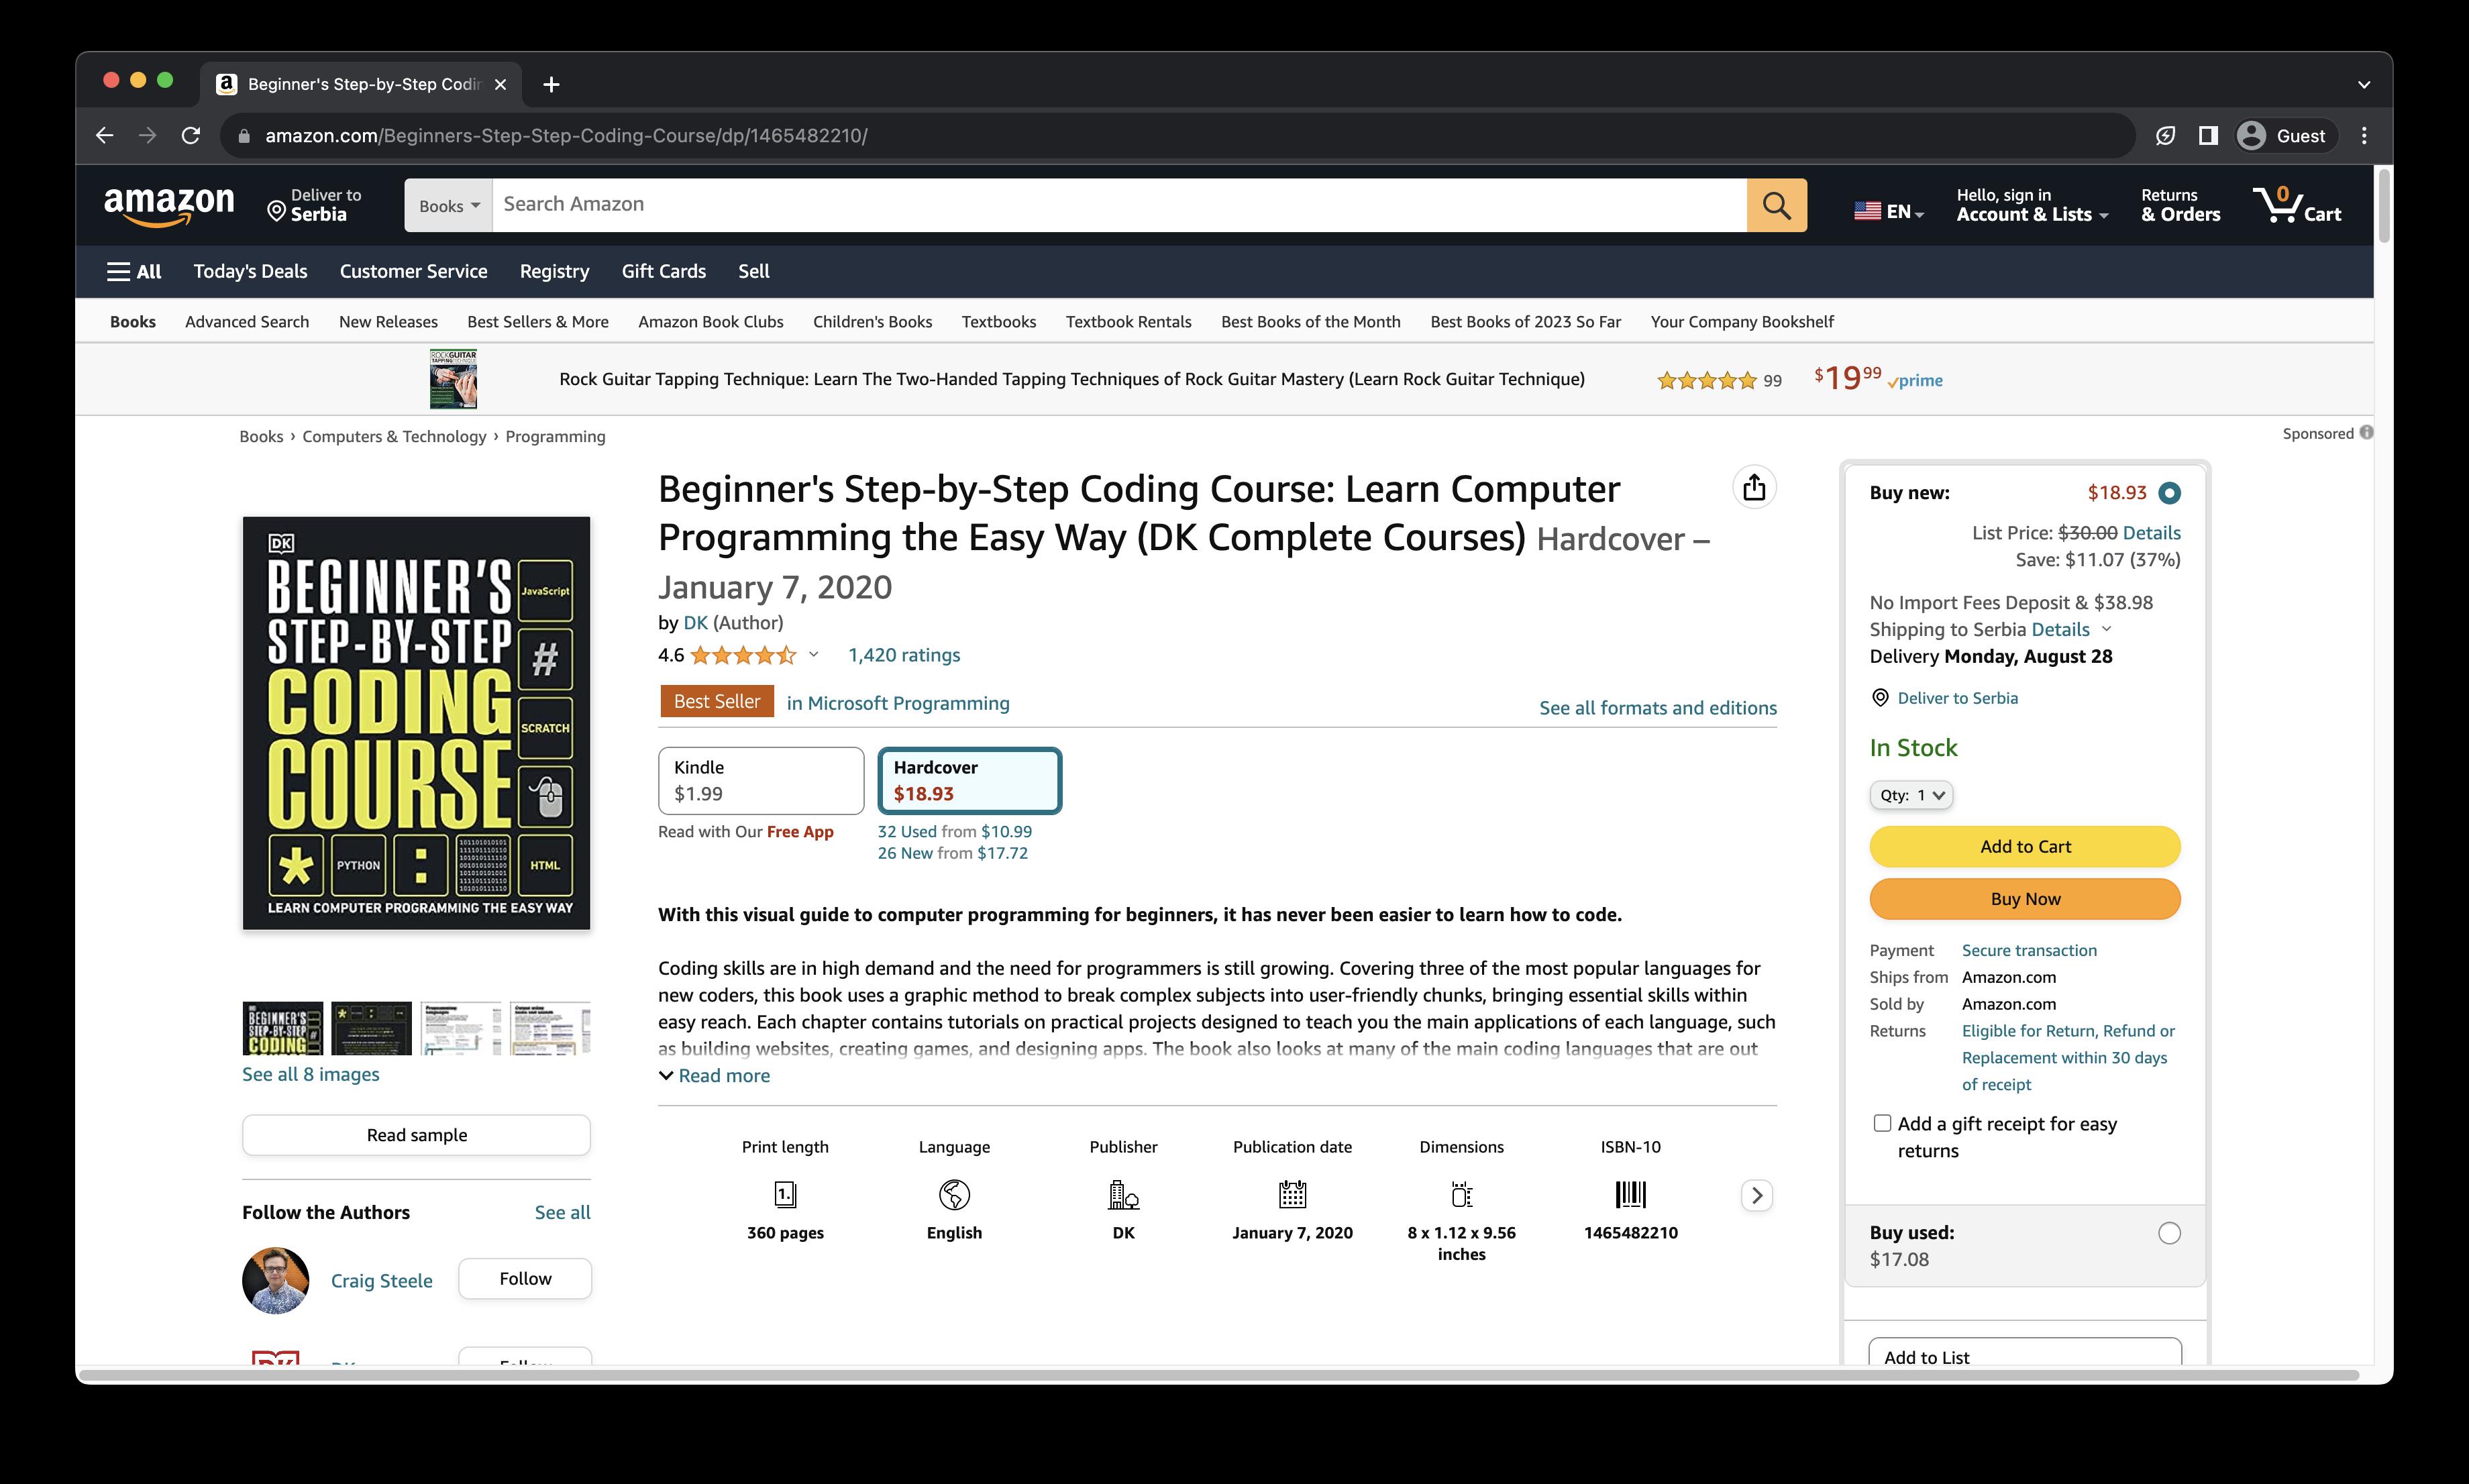 Beginner's Step-by-Step Codin
amazon.com/Beginners-Step-Step-Coding-Course/dp/1465482210/
Guest
amazon
Deliver to
Serbia
Books
Search Amazon
EN
Hello, sign in
Account & Lists
Returns
& Orders
0
Cart
All
Today's Deals
Customer Service
Registry
Gift Cards
Sell
Books
Advanced Search
New Releases
Best Sellers & More
Amazon Book Clubs
Children's Books
Textbooks
Textbook Rentals
Best Books of the Month
Best Books of 2023 So Far
Your Company Bookshelf
ROCK GUITAR
Rock Guitar Tapping Technique: Learn The Two-Handed Tapping Techniques of Rock Guitar Mastery (Learn Rock Guitar Technique)
99
$19 99
prime
Books › Computers & Technology › Programming
Sponsored
DK
BEGINNER'S
STEP-BY-STEP
CODING
COURSE
JavaScript
#
SCRATCH
*
PYTHON
:
HTML
LEARN COMPUTER PROGRAMMING THE EASY WAY
See all 8 images
Read sample
Follow the Authors
See all
Craig Steele
Follow
Beginner's Step-by-Step Coding Course: Learn Computer
Programming the Easy Way (DK Complete Courses) Hardcover –
January 7, 2020
by DK (Author)
4.6
1,420 ratings
Best Seller
in Microsoft Programming
See all formats and editions
Kindle
$1.99
Read with Our Free App
Hardcover
$18.93
32 Used from $10.99
26 New from $17.72
With this visual guide to computer programming for beginners, it has never been easier to learn how to code.
Coding skills are in high demand and the need for programmers is still growing. Covering three of the most popular languages for
new coders, this book uses a graphic method to break complex subjects into user-friendly chunks, bringing essential skills within
easy reach. Each chapter contains tutorials on practical projects designed to teach you the main applications of each language, such
as building websites, creating games, and designing apps. The book also looks at many of the main coding languages that are out
Read more
Print length
360 pages
Language
English
Publisher
DK
Publication date
January 7, 2020
Dimensions
8 x 1.12 x 9.56
inches
ISBN-10
1465482210
Buy new:
$18.93
List Price: $30.00 Details
Save: $11.07 (37%)
No Import Fees Deposit & $38.98
Shipping to Serbia Details
Delivery Monday, August 28
Deliver to Serbia
In Stock
Qty: 1
Add to Cart
Buy Now
Payment
Secure transaction
Ships from
Amazon.com
Sold by
Amazon.com
Returns
Eligible for Return, Refund or
Replacement within 30 days
of receipt
Add a gift receipt for easy
returns
Buy used:
$17.08
Add to List